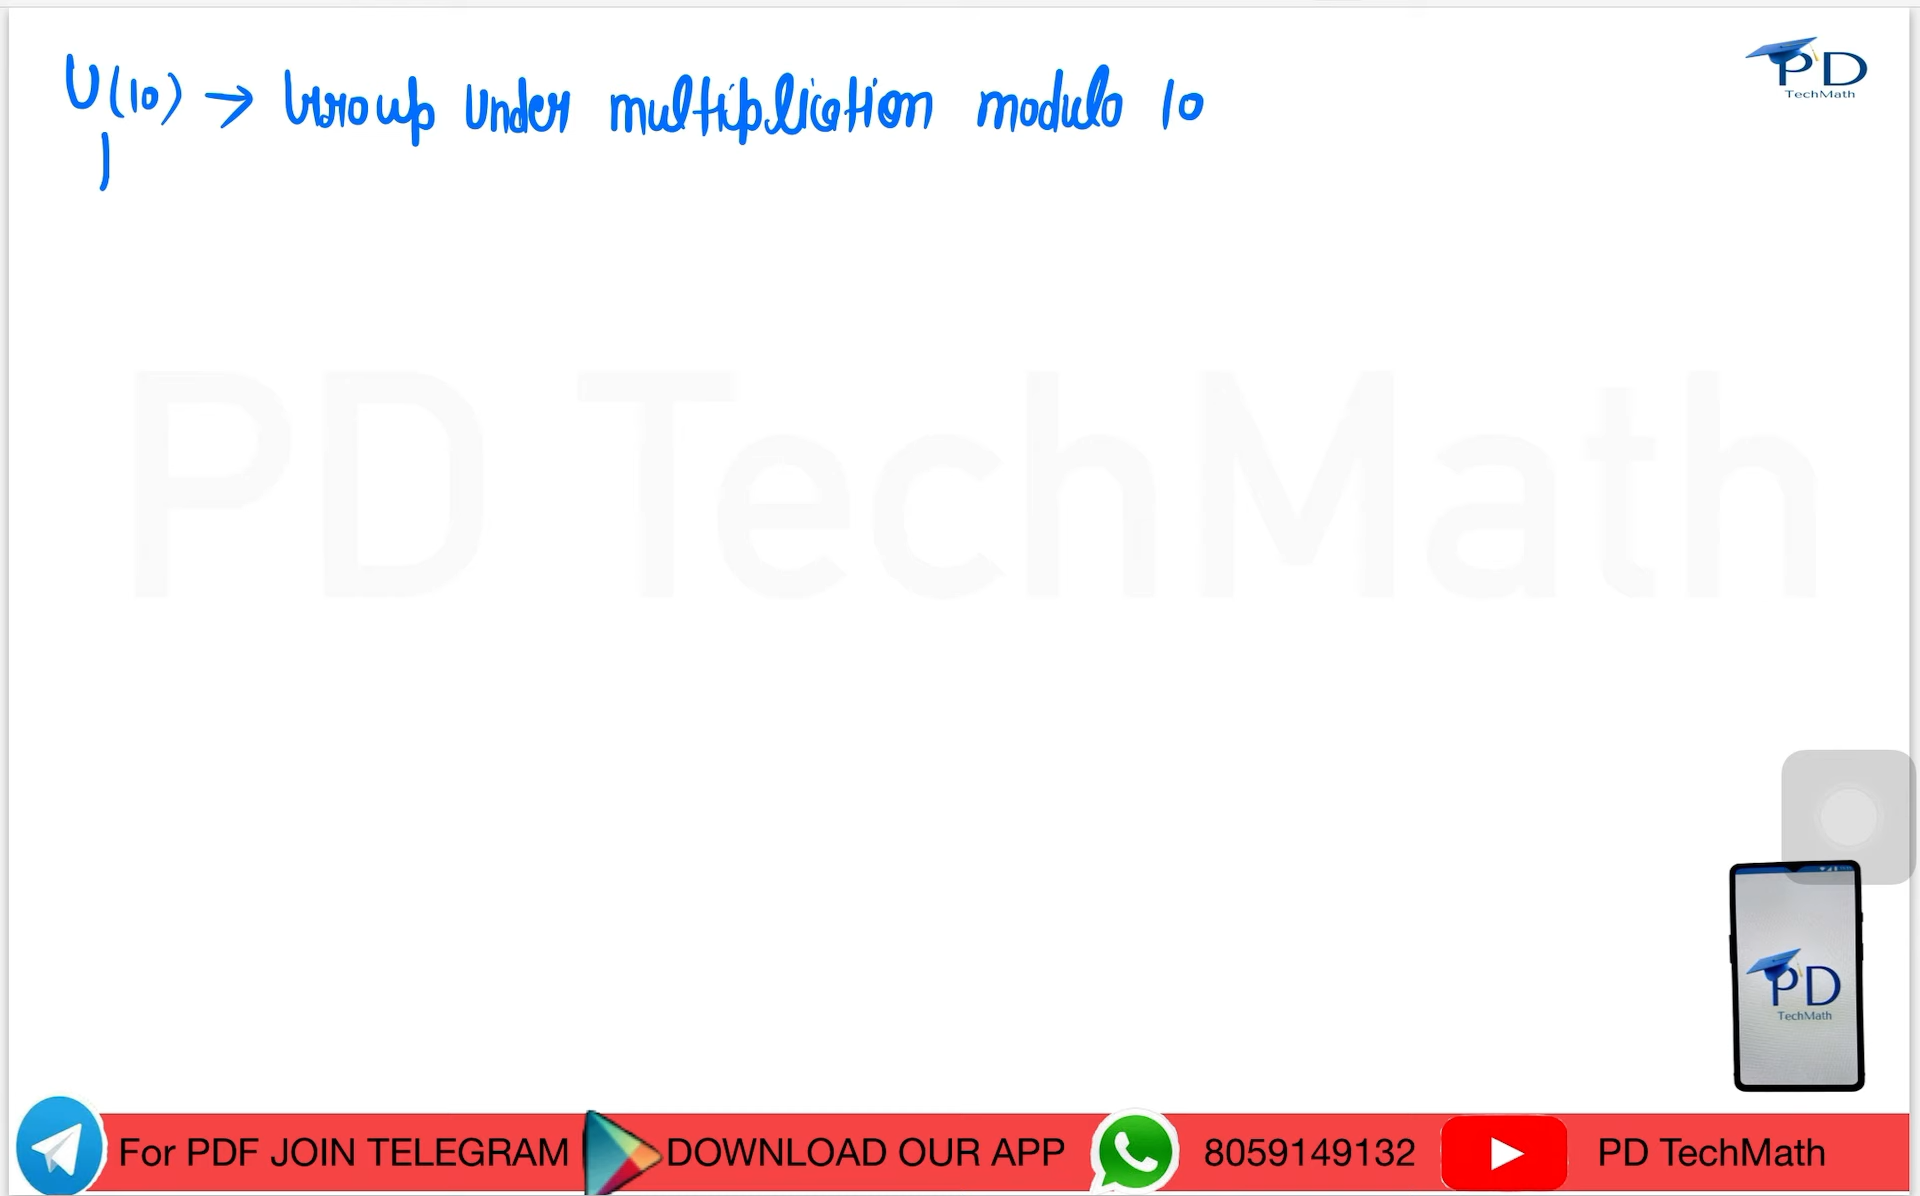 U(10) → Group under multiplication modulo 10
PD
TechMath
PD TechMath
PD
TechMath
For PDF JOIN TELEGRAM DOWNLOAD OUR APP 8059149132 PD TechMath